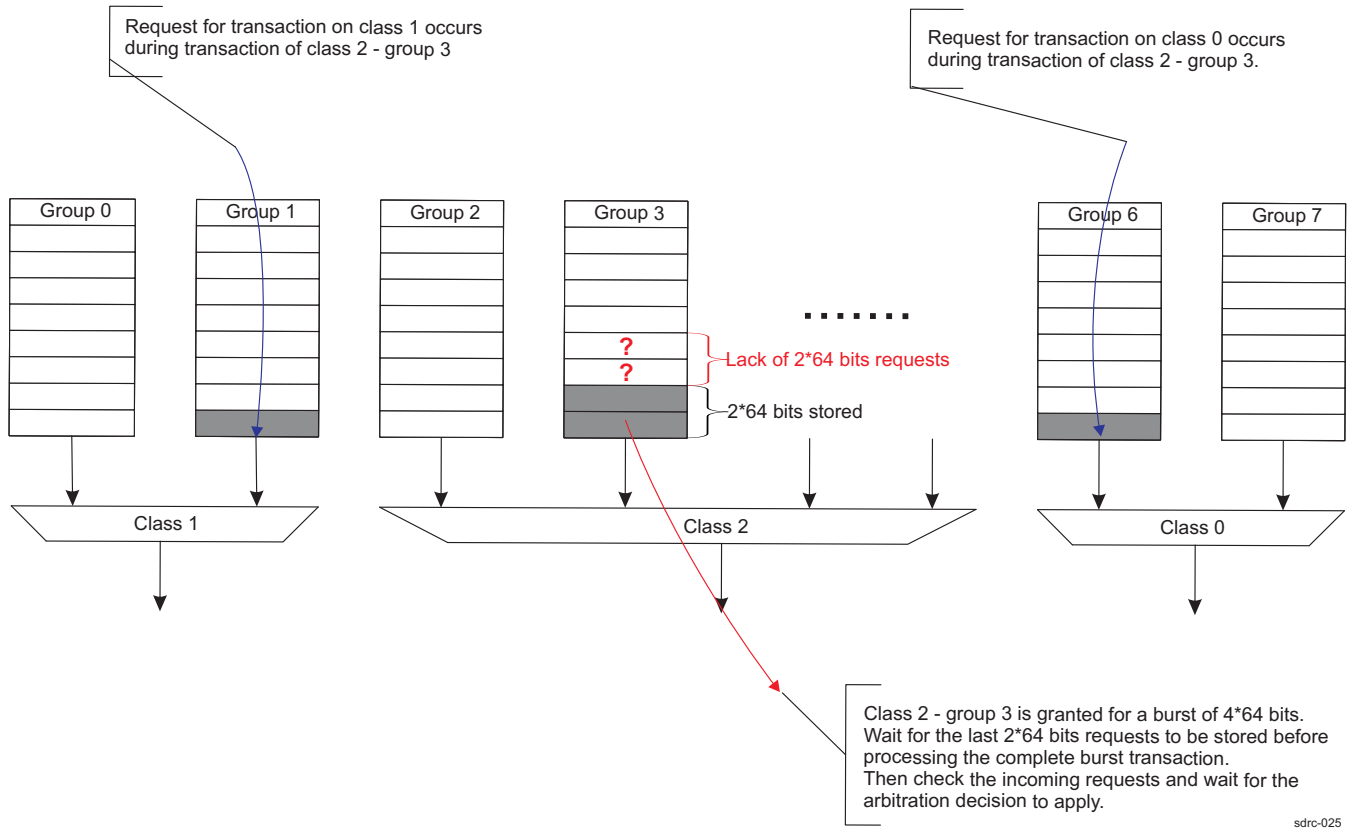 Request for transaction on class 1 occurs
during transaction of class 2 - group 3
Request for transaction on class 0 occurs
during transaction of class 2 - group 3.
Group 0
Group 1
Group 2
Group 3
Group 6
Group 7
.......
?
?
Lack of 2*64 bits requests
2*64 bits stored
Class 1
Class 2
Class 0
Class 2 - group 3 is granted for a burst of 4*64 bits.
Wait for the last 2*64 bits requests to be stored before
processing the complete burst transaction.
Then check the incoming requests and wait for the
arbitration decision to apply.
sdrc-025